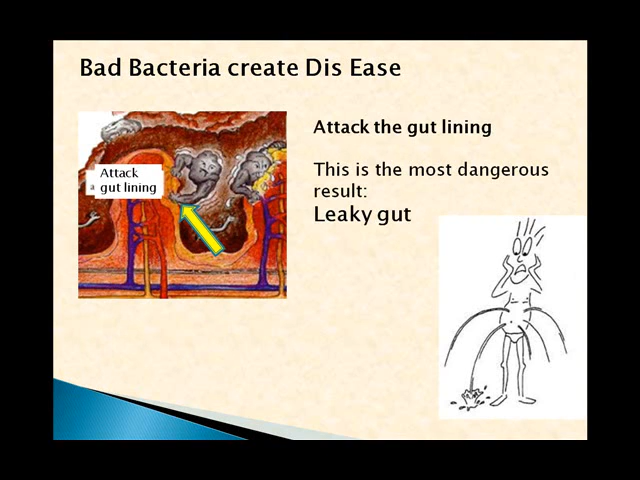 Bad Bacteria create Dis Ease
Attack
a gut lining
Attack the gut lining
This is the most dangerous
result:
Leaky gut